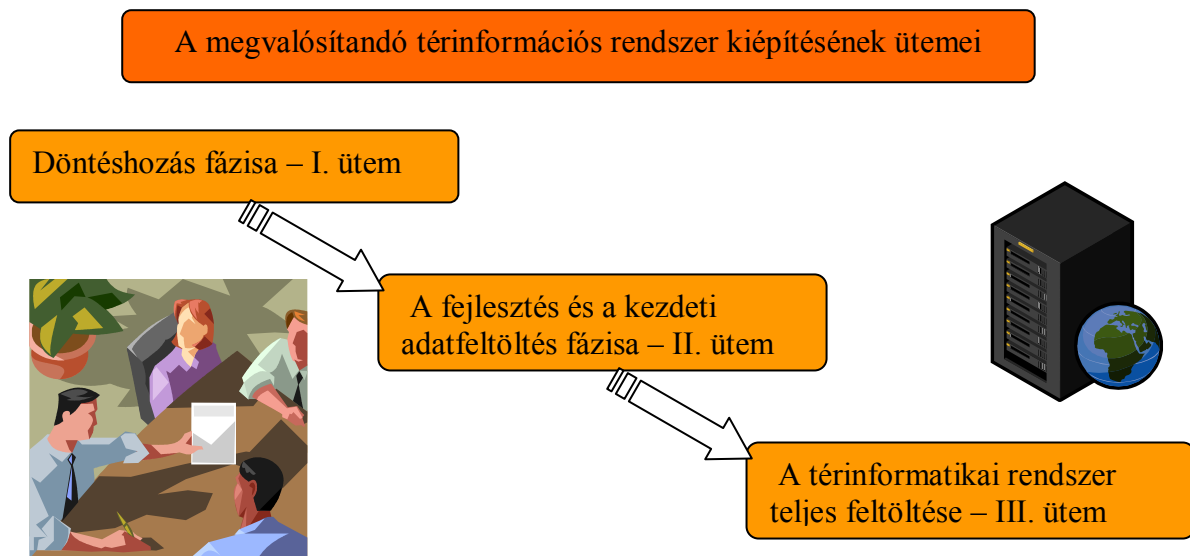 A megvalósítandó térinformációs rendszer kiépítésének ütemei
Döntéshozás fázisa – I. ütem
A fejlesztés és a kezdeti
adatfeltöltés fázisa – II. ütem
A térinformatikai rendszer
teljes feltöltése – III. ütem